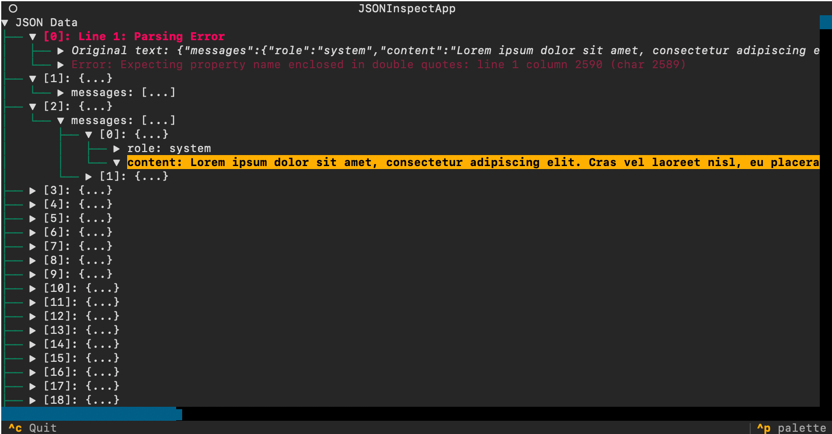 JSONInspectApp
▼ JSON Data
▼ [0]: Line 1: Parsing Error
▶ Original text: {"messages":{"role":"system","content":"Lorem ipsum dolor sit amet, consectetur adipiscing e
▶ Error: Expecting property name enclosed in double quotes: line 1 column 2590 (char 2589)
▼ [1]: {...}
▶ messages: [...]
▼ [2]: {...}
▼ messages: [...]
▼ [0]: {...}
▶ role: system
▼ content: Lorem ipsum dolor sit amet, consectetur adipiscing elit. Cras vel laoreet nisl, eu placera
▶ [1]: {...}
▶ [3]: {...}
▶ [4]: {...}
▶ [5]: {...}
▶ [6]: {...}
▶ [7]: {...}
▶ [8]: {...}
▶ [9]: {...}
▶ [10]: {...}
▶ [11]: {...}
▶ [12]: {...}
▶ [13]: {...}
▶ [14]: {...}
▶ [15]: {...}
▶ [16]: {...}
▶ [17]: {...}
▶ [18]: {...}
^c Quit ^p palette